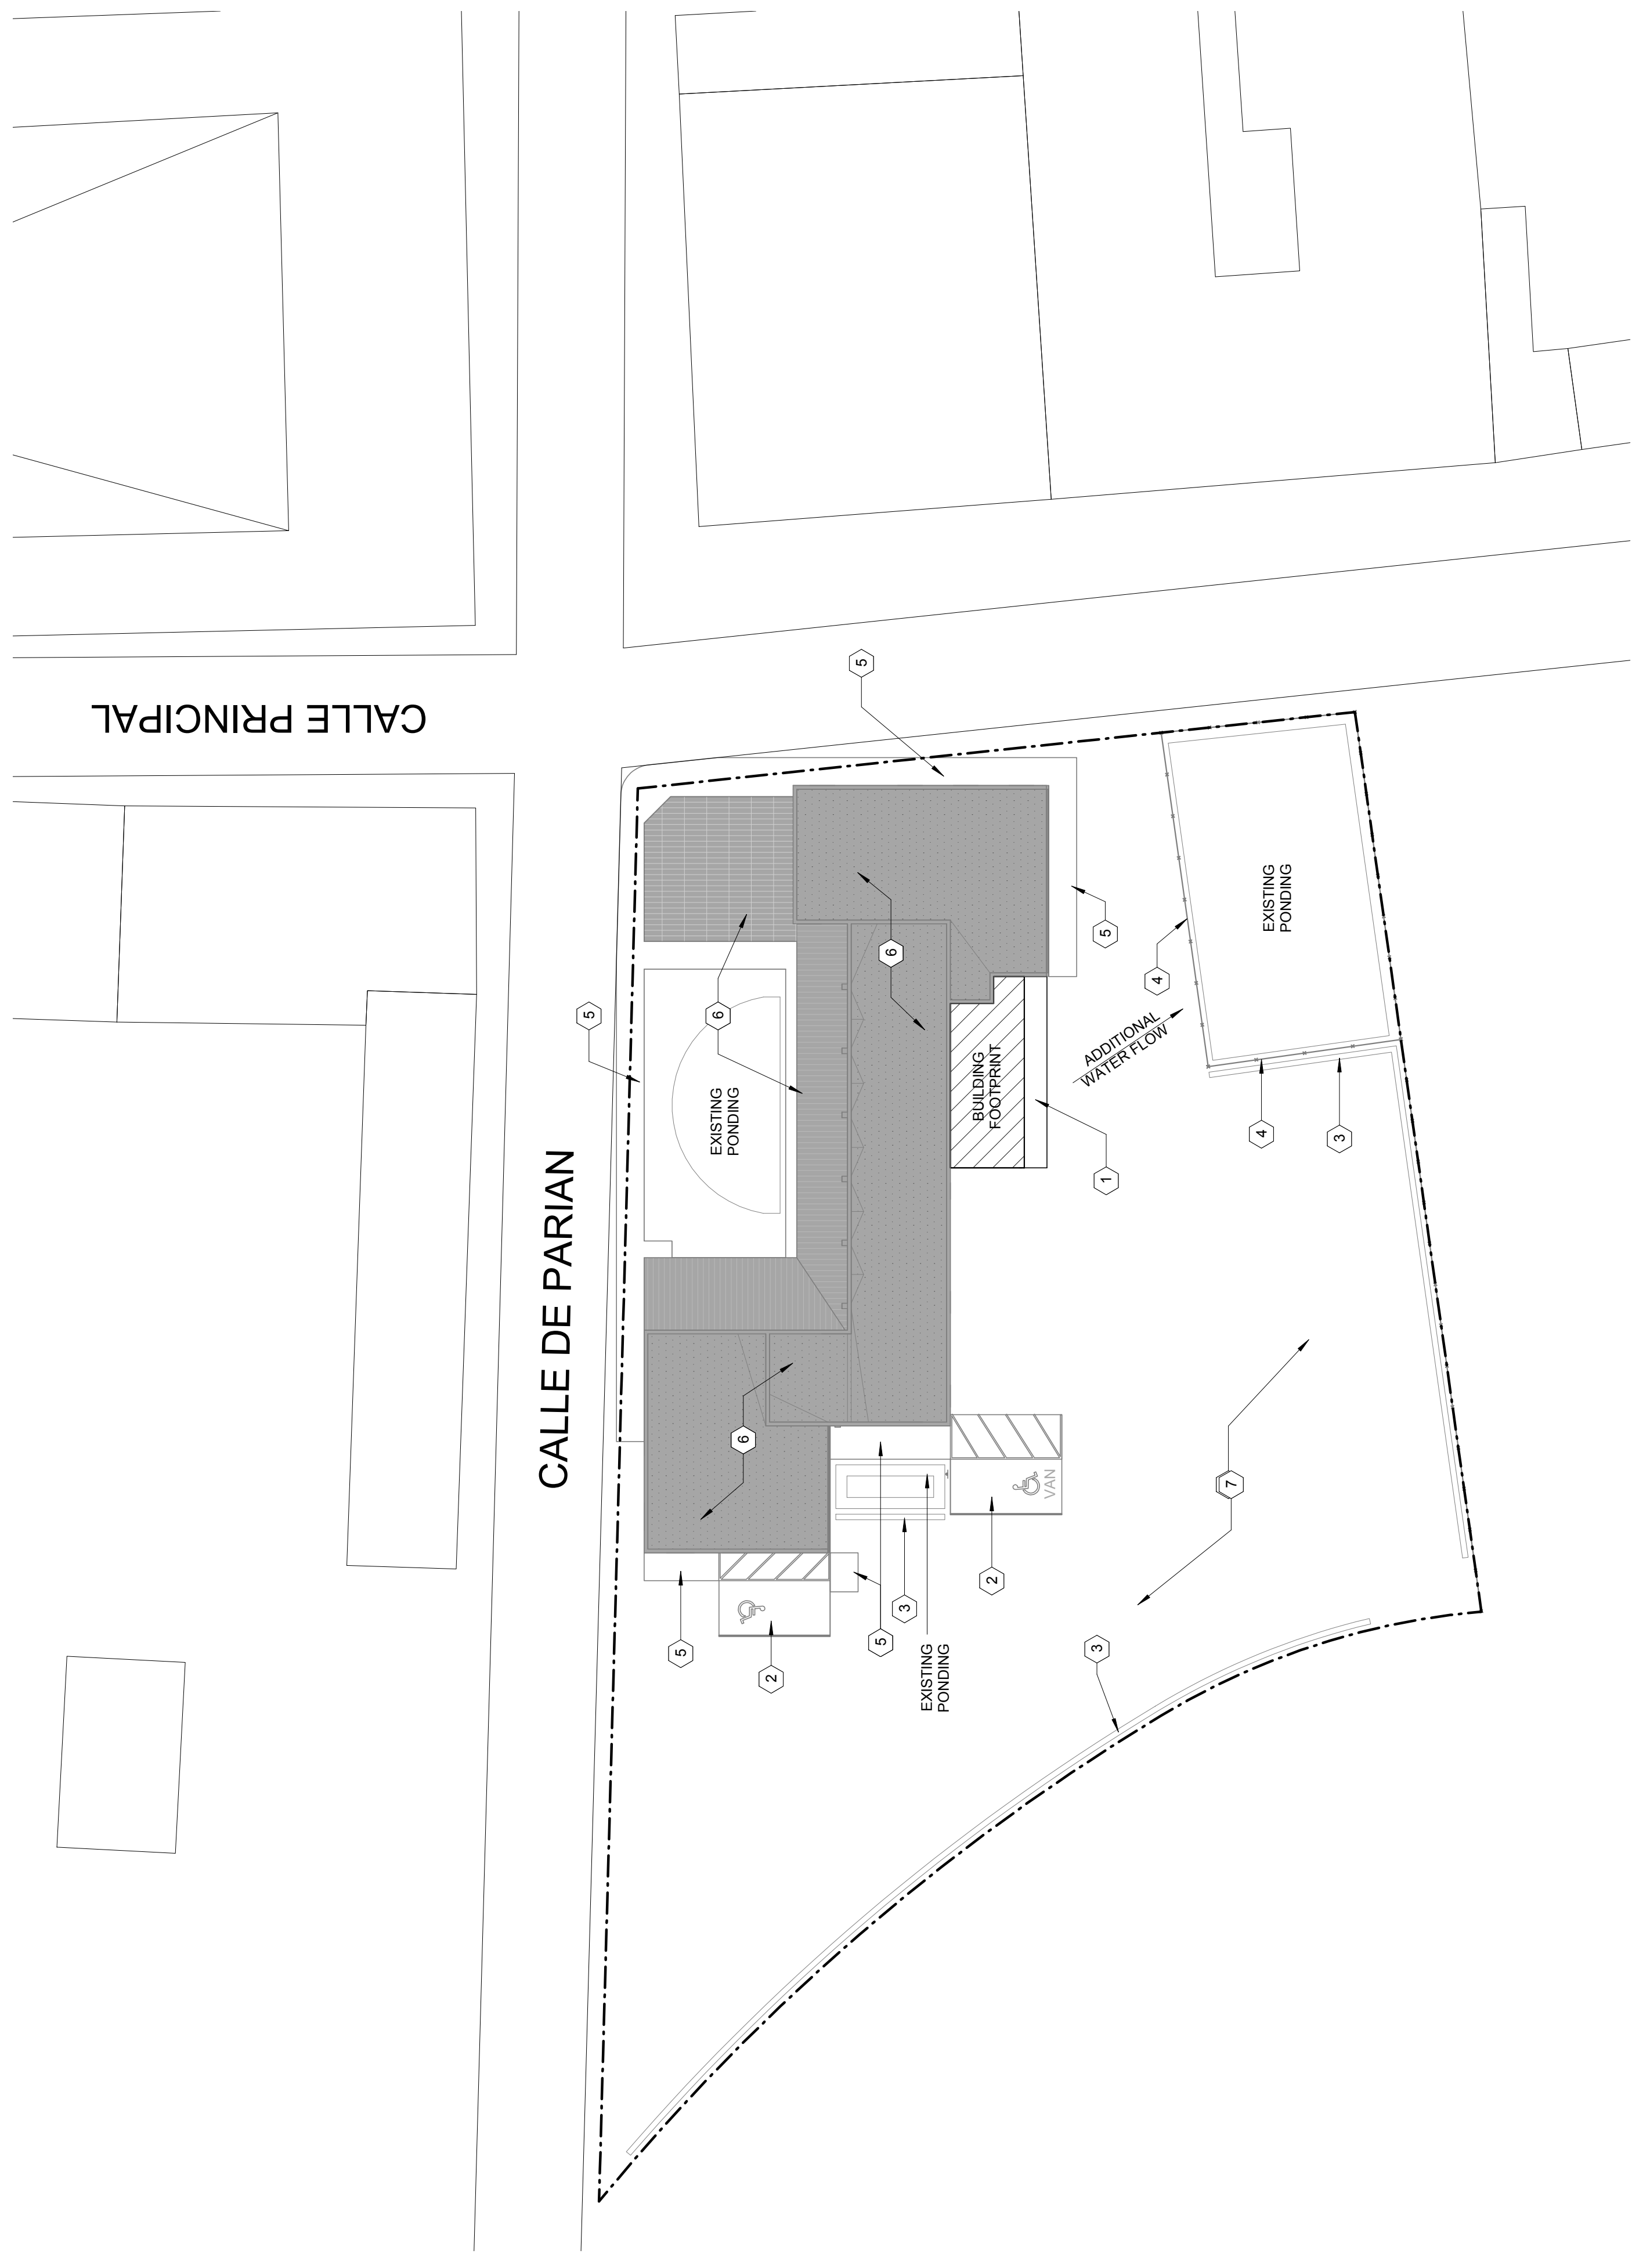 CALLE PRINCIPAL
CALLE DE PARIAN
5
5
6
5
4
EXISTING
PONDING
6
5
EXISTING
PONDING
BUILDING
FOOTPRINT
ADDITIONAL
WATER FLOW
1
4
3
6
VAN
7
5
2
5
3
2
EXISTING
PONDING
3